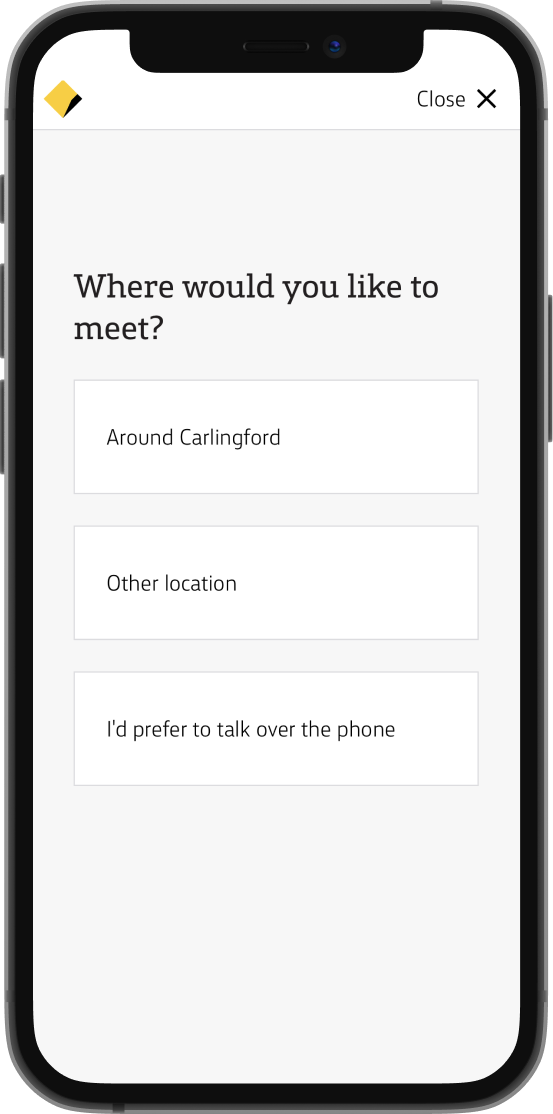 Close
Where would you like to
meet?
Around Carlingford
Other location
I'd prefer to talk over the phone